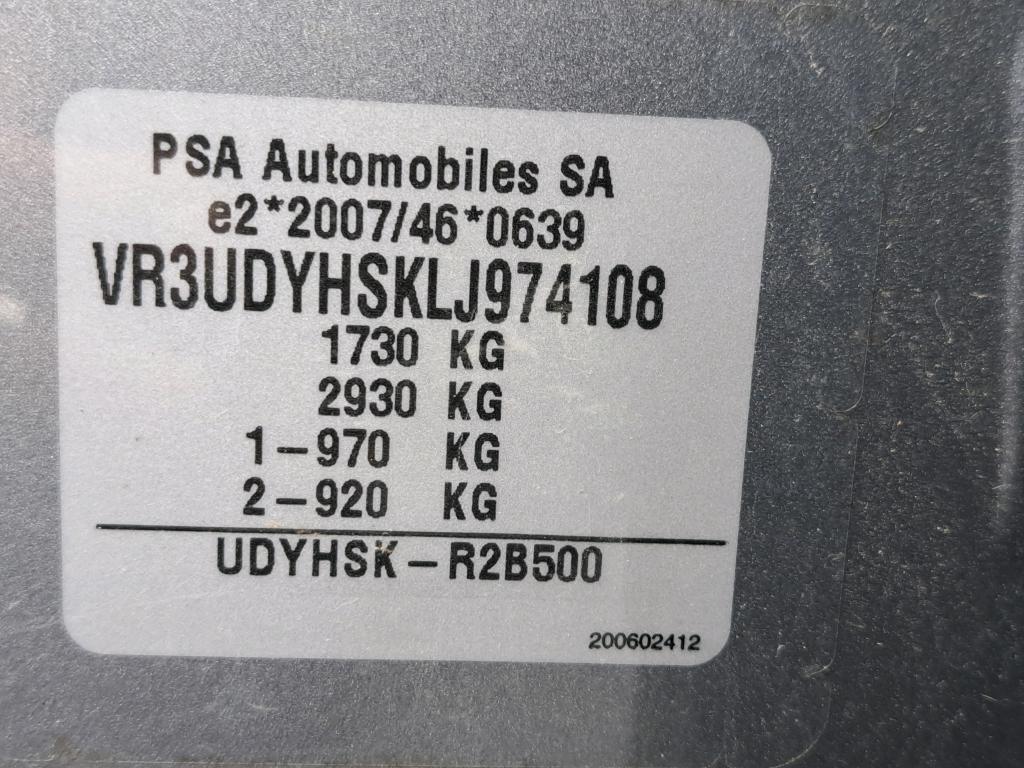 PSA Automobiles SA
e2*2007/46*0639
VR3UDYHSKLJ974108
1730 KG
2930 KG
1-970 KG
2-920 KG
UDYHSK-R2B500
200602412